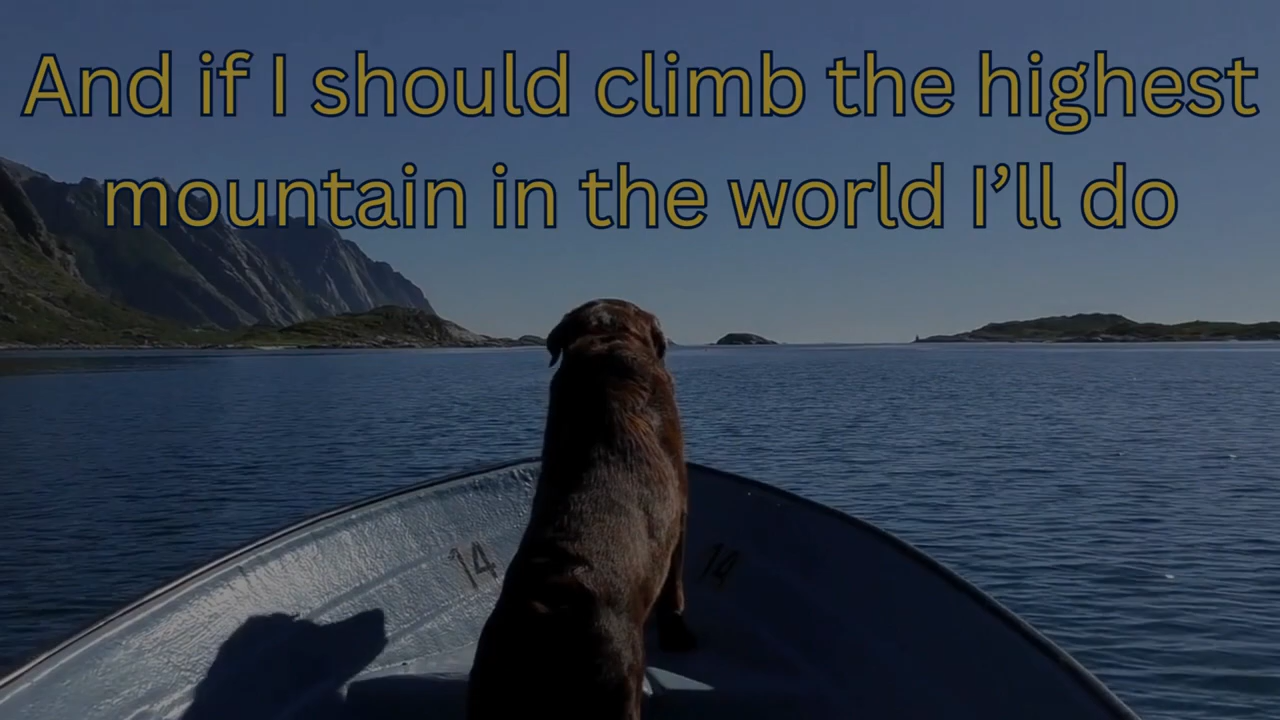 And if I should climb the highest
mountain in the world I’ll do
14 14